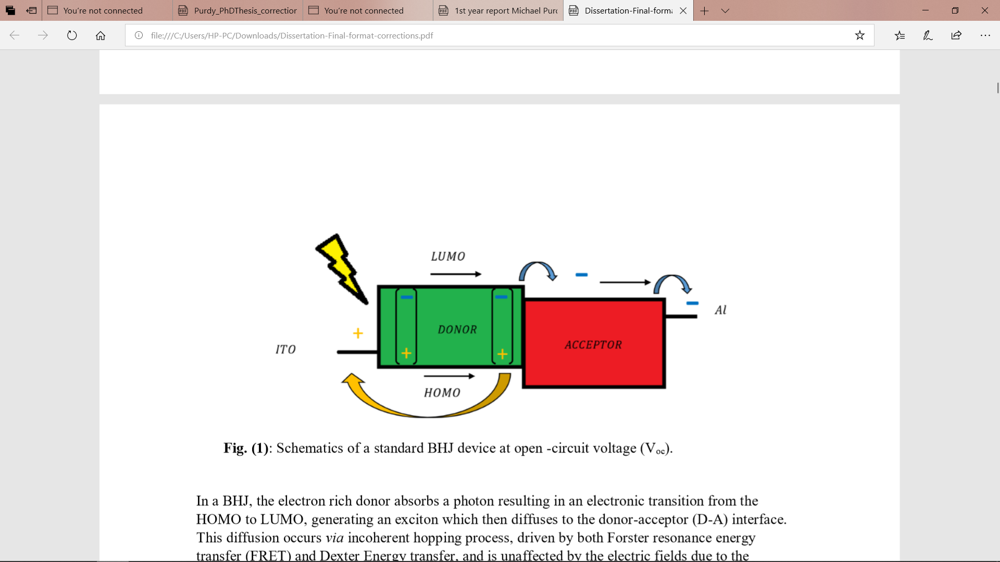 You're not connected
Purdy_PhDThesis_correction
You're not connected
1st year report Michael Purd
Dissertation-Final-forma
file:///C:/Users/HP-PC/Downloads/Dissertation-Final-format-corrections.pdf
LUMO
Al
DONOR
ACCEPTOR
ITO
HOMO
Fig. (1): Schematics of a standard BHJ device at open -circuit voltage (Voc).
In a BHJ, the electron rich donor absorbs a photon resulting in an electronic transition from the
HOMO to LUMO, generating an exciton which then diffuses to the donor-acceptor (D-A) interface.
This diffusion occurs via incoherent hopping process, driven by both Forster resonance energy
transfer (FRET) and Dexter Energy transfer, and is unaffected by the electric fields due to the